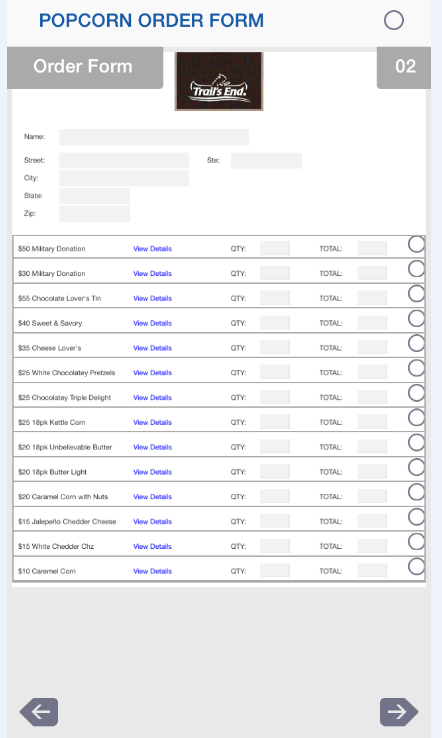 POPCORN ORDER FORM
Order Form
Trail's End.
02
Name:
Street: Ste:
City:
State:
Zip:
$50 Military Donation View Details QTY: TOTAL:
$30 Military Donation View Details QTY: TOTAL:
$55 Chocolate Lover's Tin View Details QTY: TOTAL:
$40 Sweet & Savory View Details QTY: TOTAL:
$35 Cheese Lover's View Details QTY: TOTAL:
$25 White Chocolatey Pretzels View Details QTY: TOTAL:
$25 Chocolatey Triple Delight View Details QTY: TOTAL:
$25 18pk Kettle Corn View Details QTY: TOTAL:
$20 18pk Unbelievable Butter View Details QTY: TOTAL:
$20 18pk Butter Light View Details QTY: TOTAL:
$20 Caramel Corn with Nuts View Details QTY: TOTAL:
$15 Jalepeño Chedder Cheese View Details QTY: TOTAL:
$15 White Chedder Chz View Details QTY: TOTAL:
$10 Caremel Corn View Details QTY: TOTAL: